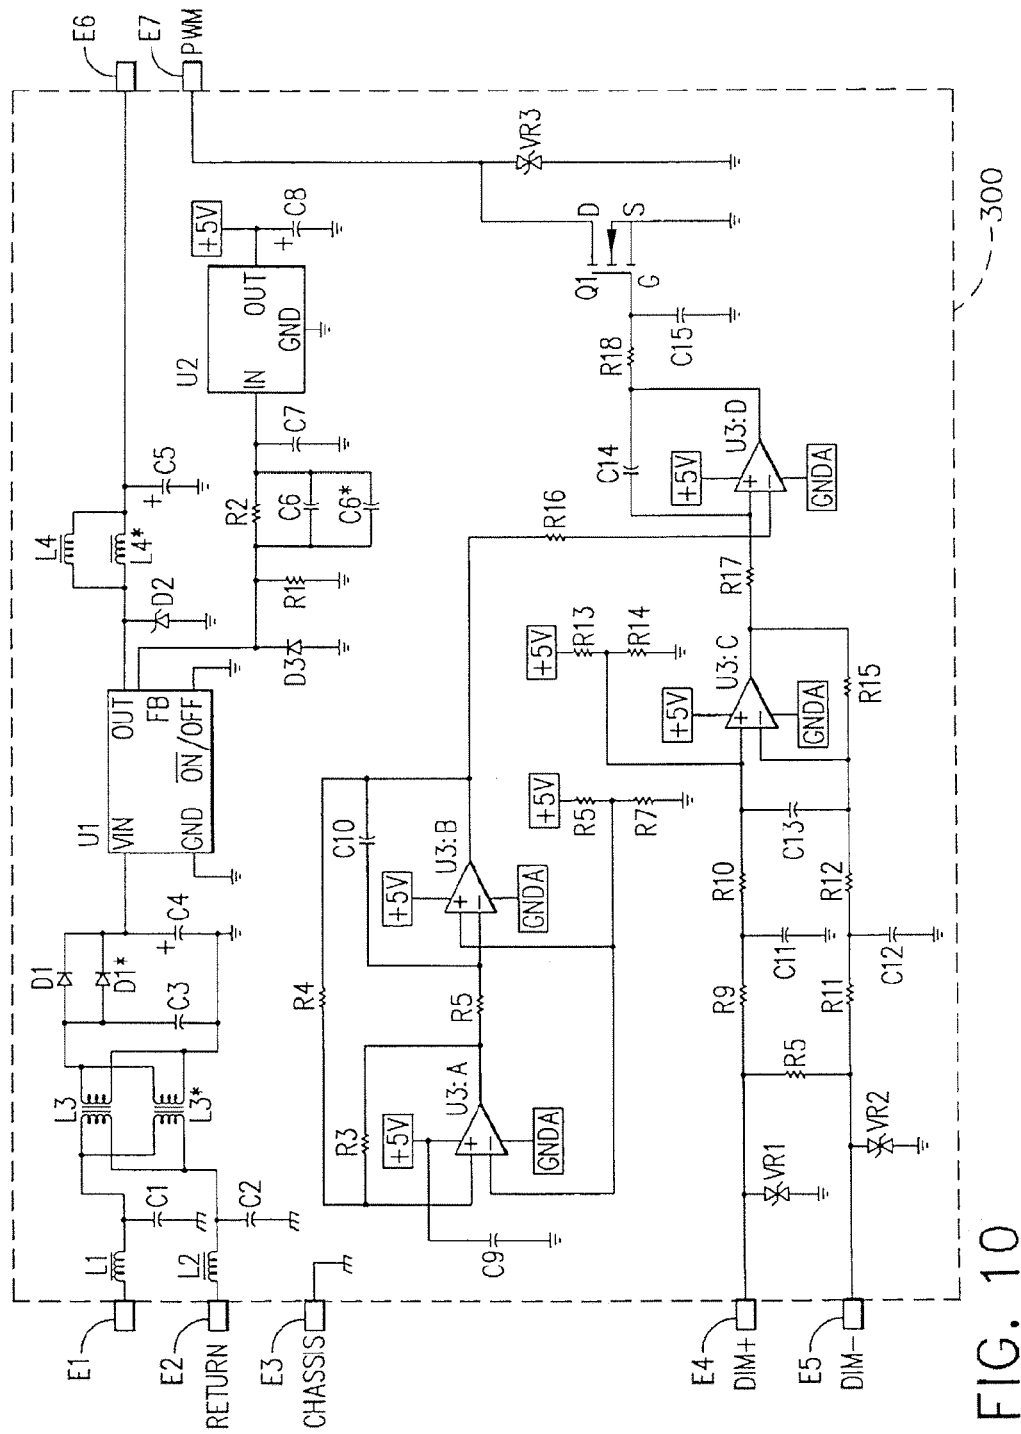 E1
E2
RETURN
E3
CHASSIS
E4
DIM+
E5
DIM-
E6
E7
PWM
L1
L2
C1
C2
L3
L3*
C3
D1
D1*
C4
+
U1
VIN
GND
OUT
FB
ON/OFF
D2
L4
L4*
C5
+
D3
R1
R2
C6
C6*
C7
U2
IN
OUT
GND
+5V
C8
+
C9
R3
R4
+5V
U3:A
+
-
GNDA
R5
C10
+5V
U3:B
+
-
GNDA
+5V
R5
R7
VR1
VR2
R5
R9
R11
C11
C12
R10
R12
C13
+5V
R13
R14
+5V
U3:C
+
-
GNDA
R15
R16
R17
C14
+5V
U3:D
+
-
GNDA
R18
C15
Q1
D
S
G
VR3
300
FIG. 10